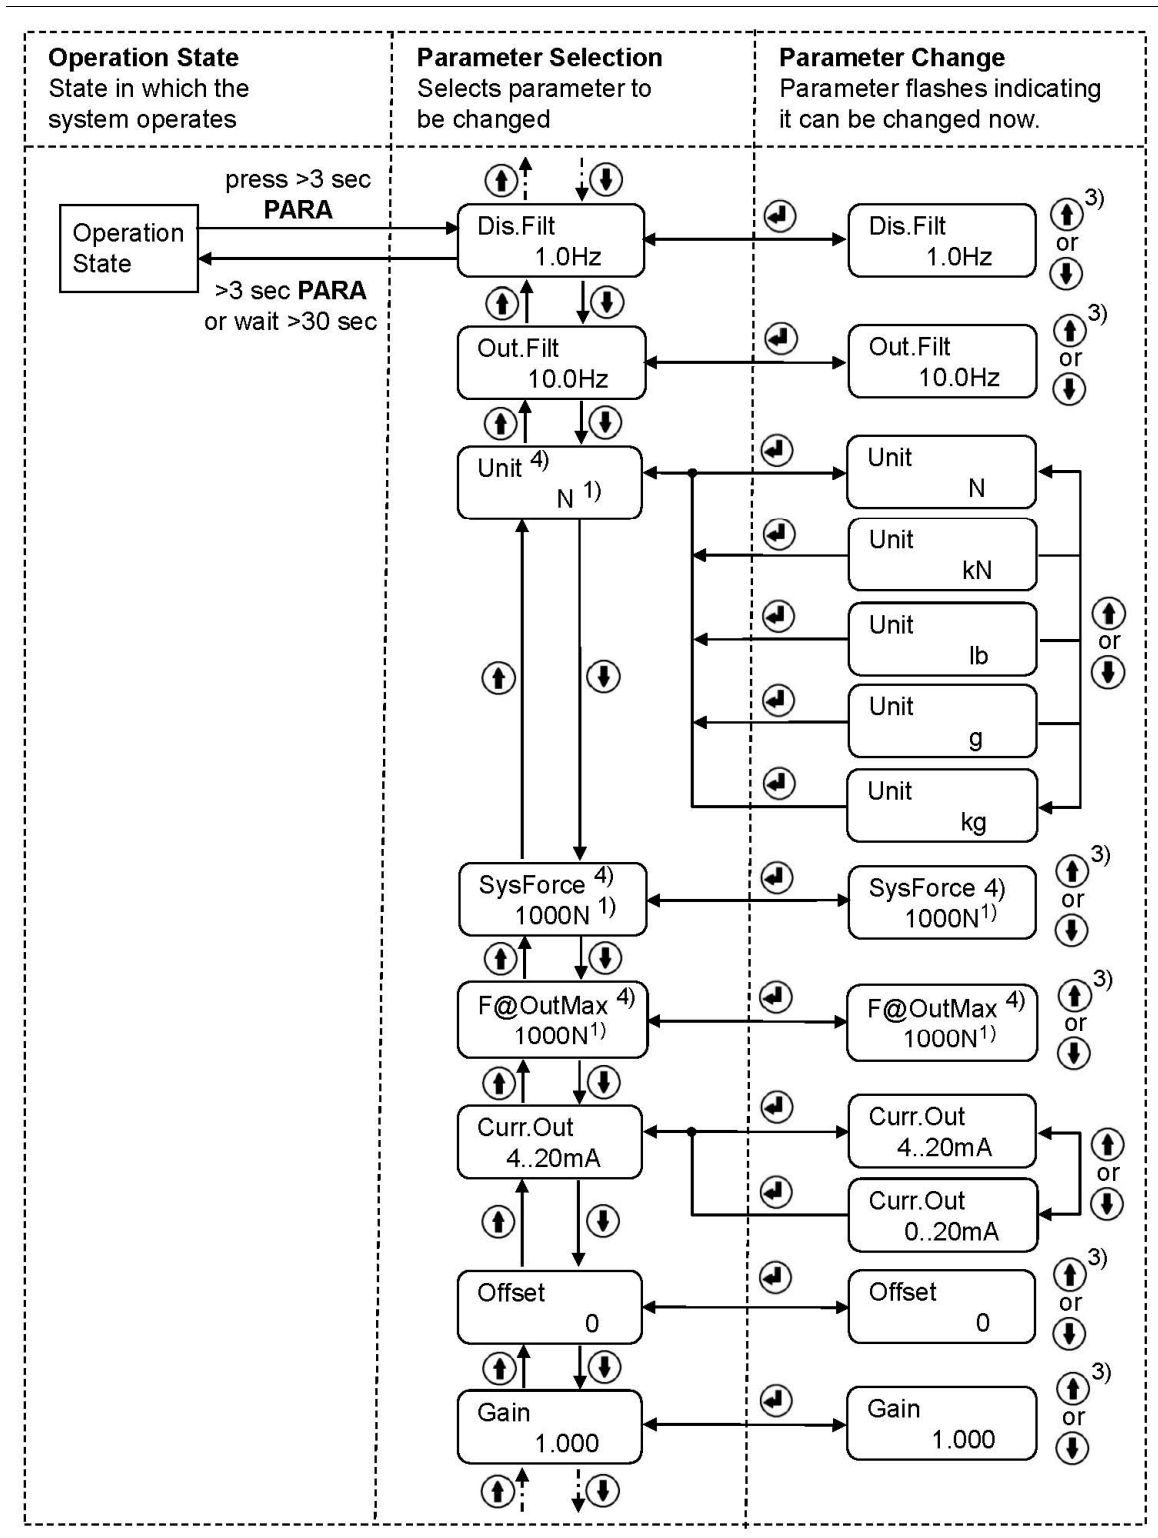 Operation State
State in which the
system operates
Parameter Selection
Selects parameter to
be changed
Parameter Change
Parameter flashes indicating
it can be changed now.
press >3 sec
PARA
Operation
State
>3 sec PARA
or wait >30 sec
Dis.Filt
1.0Hz
Dis.Filt
1.0Hz
3)
or
Out.Filt
10.0Hz
Out.Filt
10.0Hz
3)
or
Unit 4)
N 1)
Unit
N
Unit
kN
Unit
lb
or
Unit
g
Unit
kg
SysForce 4)
1000N 1)
SysForce 4)
1000N1)
3)
or
F@OutMax 4)
1000N1)
F@OutMax 4)
1000N1)
3)
or
Curr.Out
4..20mA
Curr.Out
4..20mA
or
Curr.Out
0..20mA
Offset
0
Offset
0
3)
or
Gain
1.000
Gain
1.000
3)
or